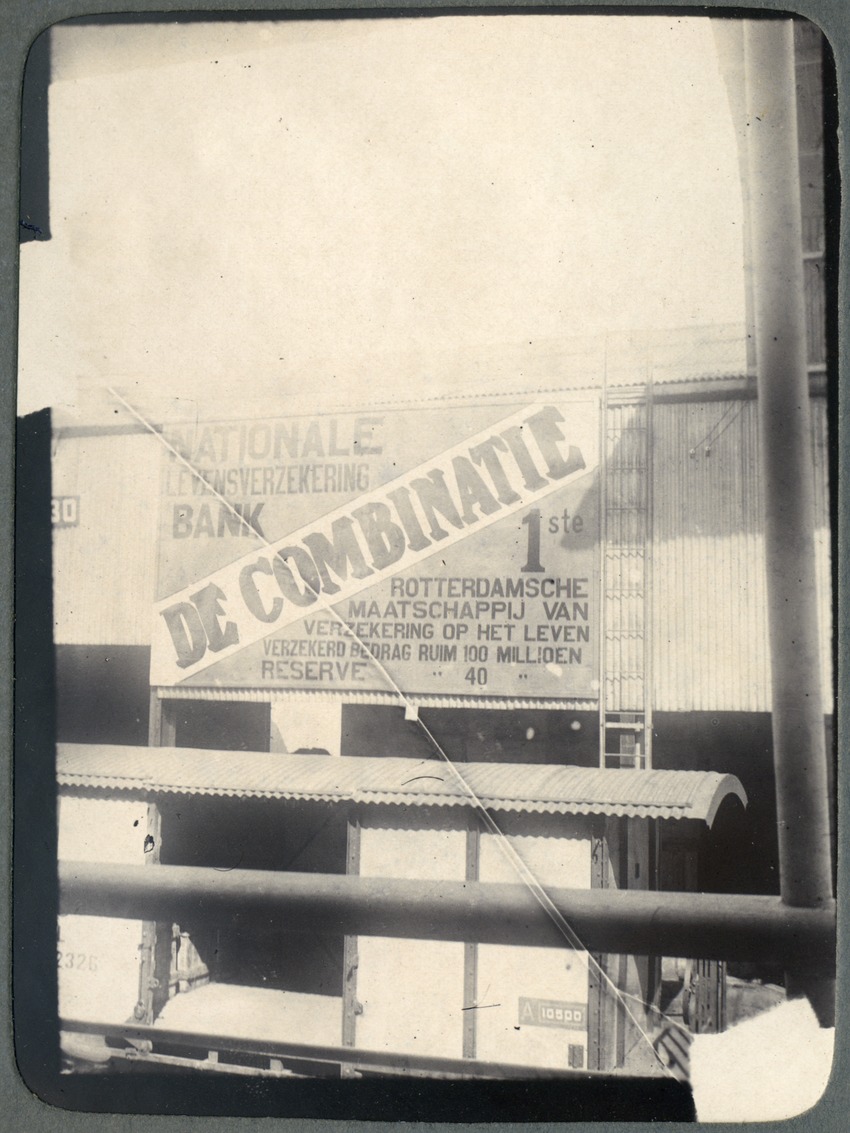 NATIONALE
LEVENSVERZEKERING
BANK
DE COMBINATIE
1ste
ROTTERDAMSCHE
MAATSCHAPPIJ VAN
VERZEKERING OP HET LEVEN
VERZEKERD BEDRAG RUIM 100 MILLIOEN
RESERVE " 40 "
30
2326
A 10500